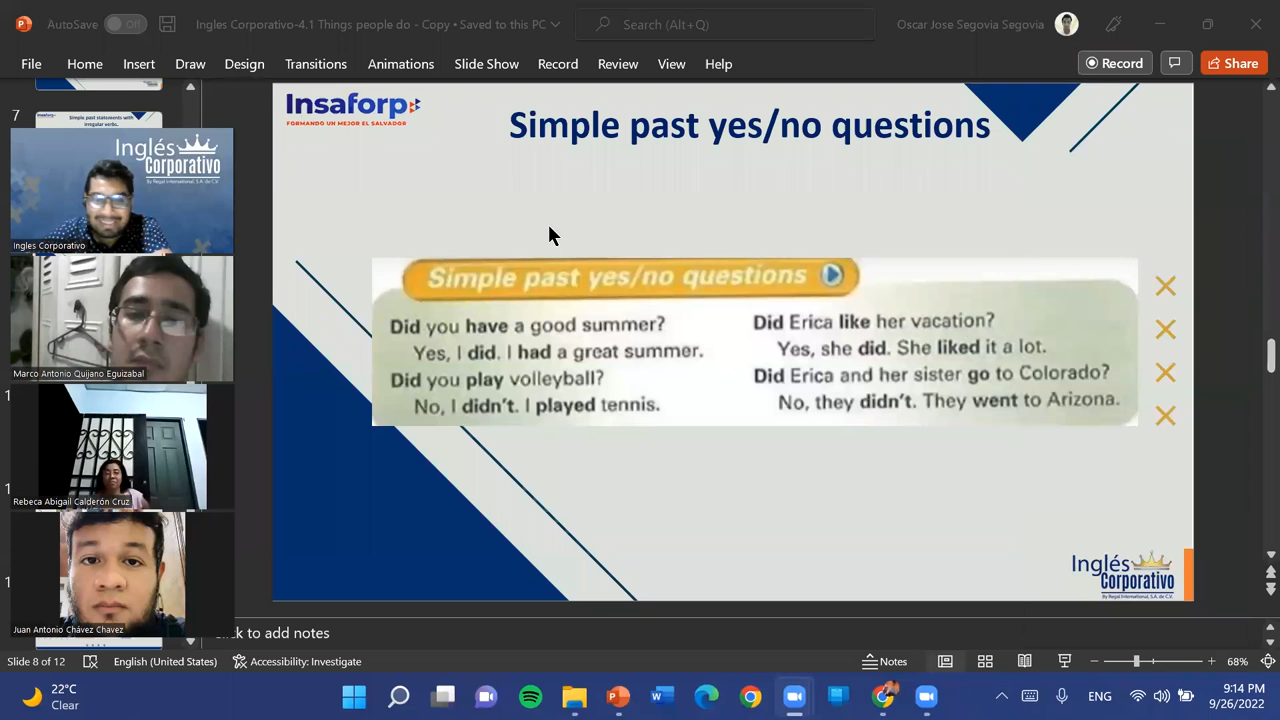 AutoSave Off Ingles Corporativo-4.1 Things people do - Copy • Saved to this PC Search (Alt+Q) Oscar Jose Segovia Segovia
File Home Insert Draw Design Transitions Animations Slide Show Record Review View Help Record Share
7
Simple past statements with
irregular verbs.
Insaforp
FORMANDO UN MEJOR EL SALVADOR
Simple past yes/no questions
Inglés
Corporativo
By Regal International, S.A. de C.V.
Ingles Corporativo
Marco Antonio Quijano Eguizabal
Rebeca Abigail Calderón Cruz
Juan Antonio Chávez Chavez
Simple past yes/no questions
Did you have a good summer?
Yes, I did. I had a great summer.
Did you play volleyball?
No, I didn't. I played tennis.
Did Erica like her vacation?
Yes, she did. She liked it a lot.
Did Erica and her sister go to Colorado?
No, they didn't. They went to Arizona.
Inglés
Corporativo
By Regal International, S.A. de C.V.
lick to add notes
Slide 8 of 12 English (United States) Accessibility: Investigate Notes 68%
22°C
Clear
ENG
9:14 PM
9/26/2022